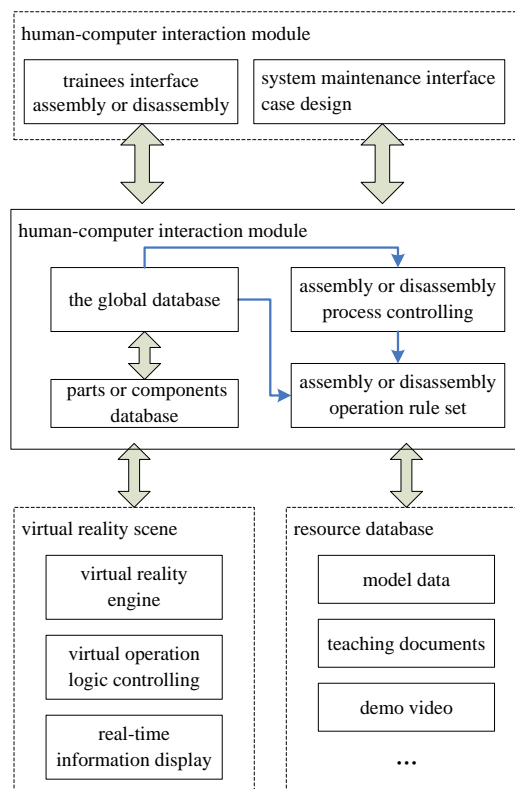 human-computer interaction module
trainees interface
assembly or disassembly
system maintenance interface
case design
human-computer interaction module
the global database
assembly or disassembly
process controlling
parts or components
database
assembly or disassembly
operation rule set
virtual reality scene
virtual reality
engine
virtual operation
logic controlling
real-time
information display
resource database
model data
teaching documents
demo video
...